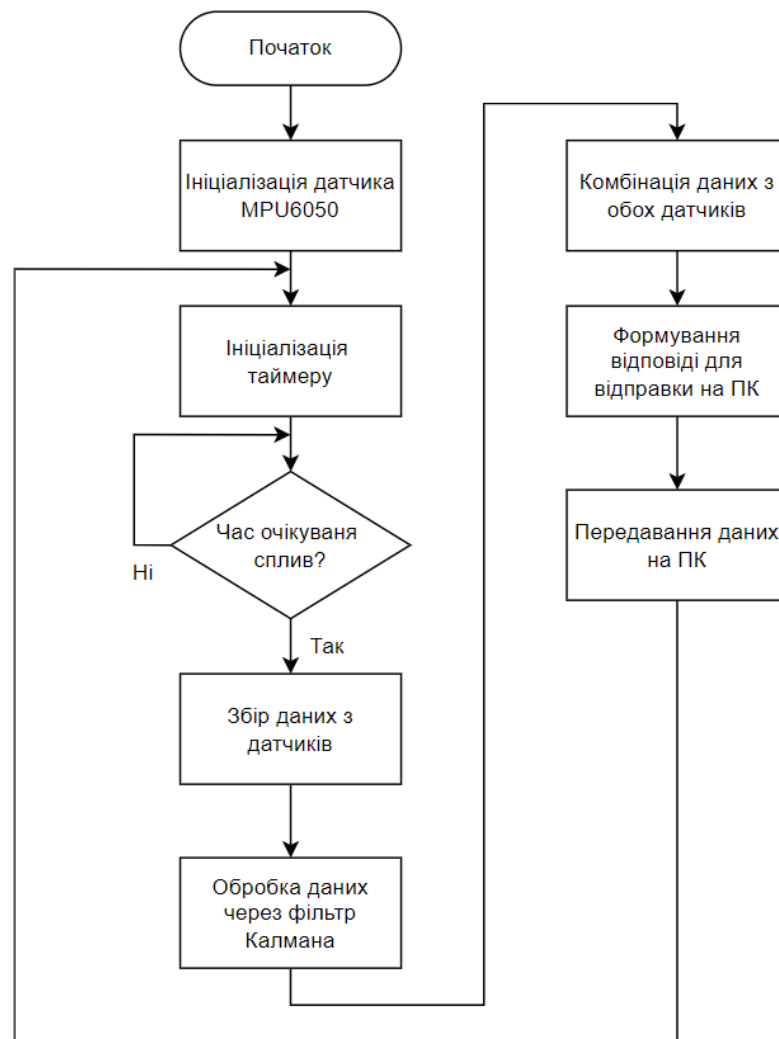 Початок
Ініціалізація датчика
MPU6050
Ініціалізація
таймеру
Час очікуваня
сплив?
Ні
Так
Збір даних з
датчиків
Обробка даних
через фільтр
Калмана
Комбінація даних з
обох датчиків
Формування
відповіді для
відправки на ПК
Передавання даних
на ПК